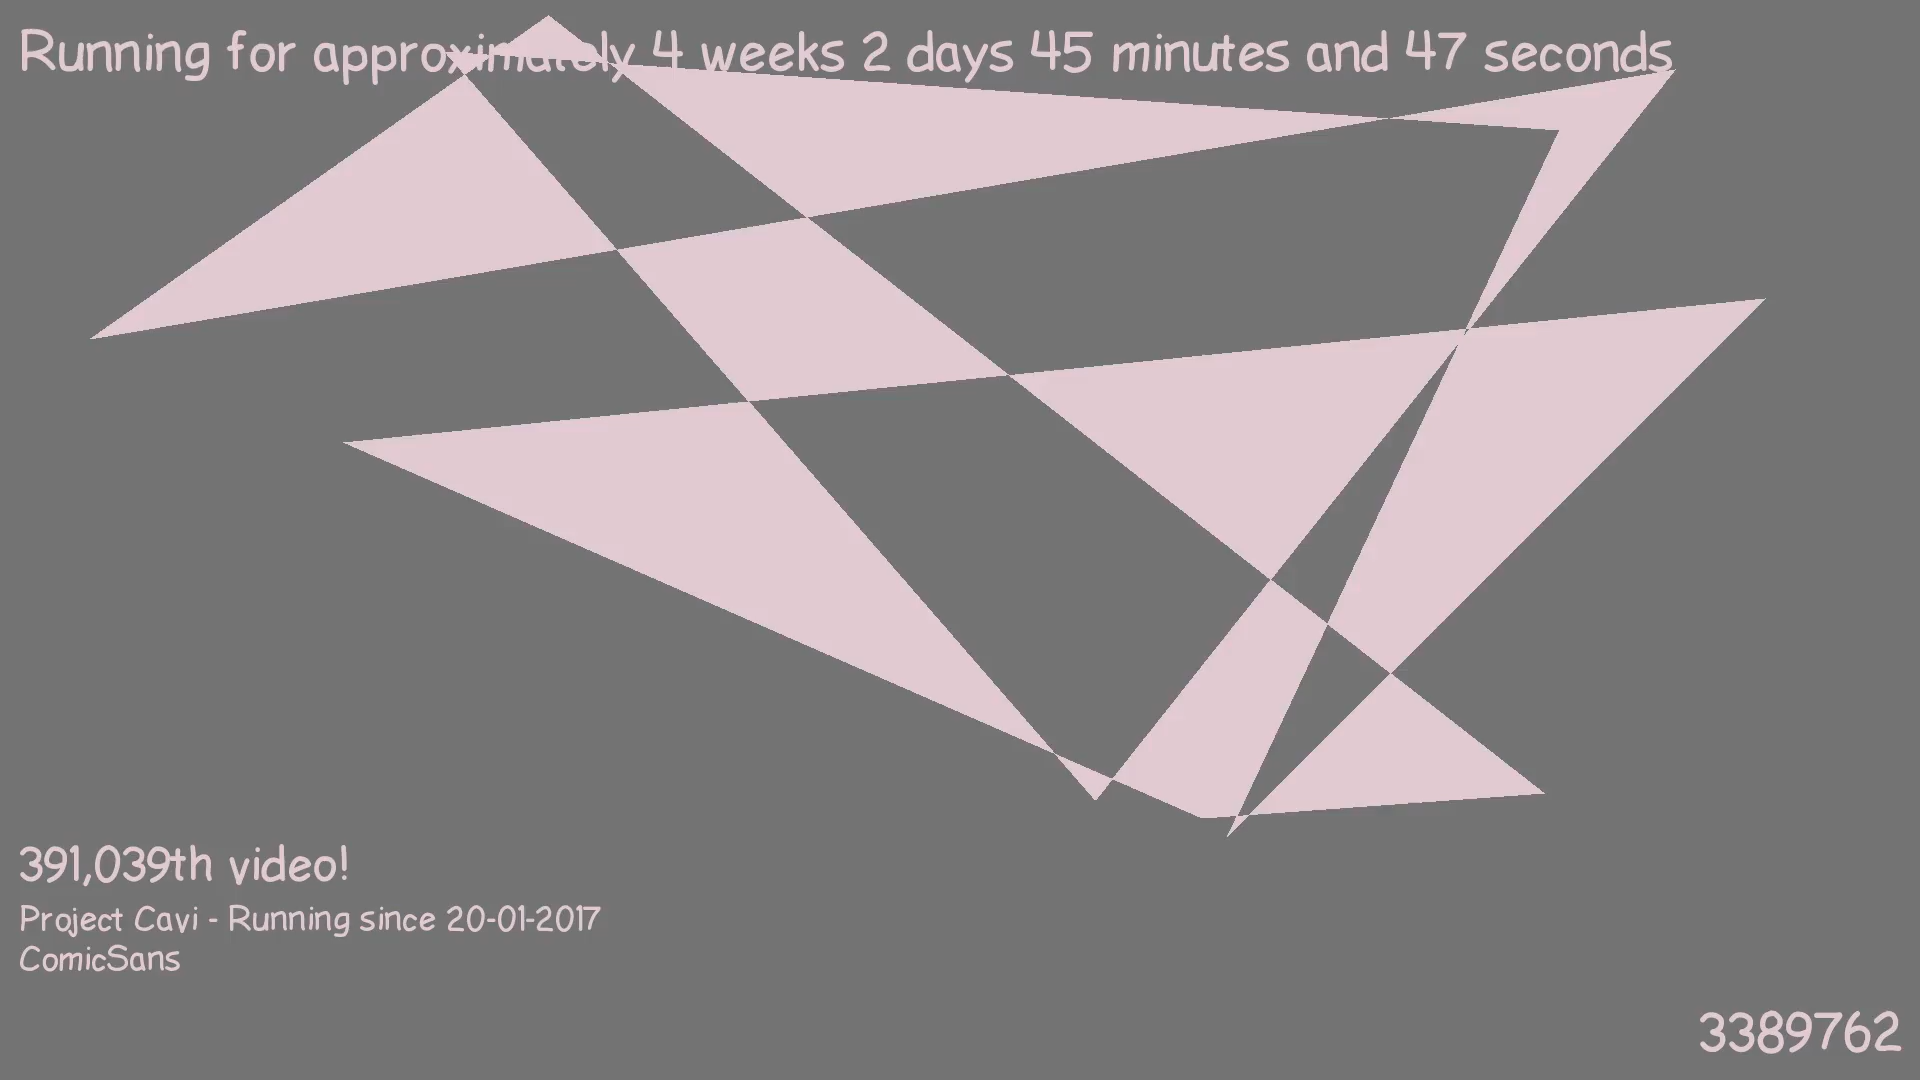 Running for approximately 4 weeks 2 days 45 minutes and 47 seconds
391,039th video!
Project Cavi - Running since 20-01-2017
ComicSans
3389762